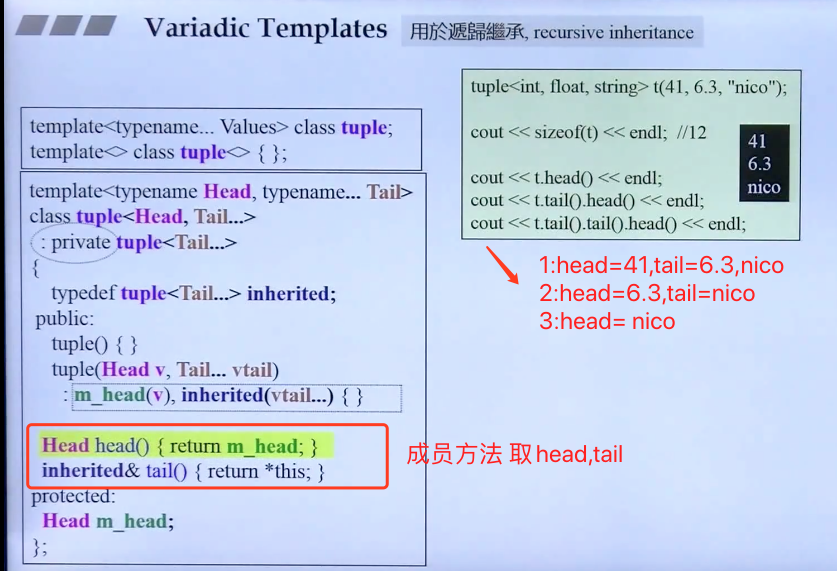 Variadic Templates
用於遞歸繼承, recursive inheritance
template<typename... Values> class tuple;
template<> class tuple<> { };
template<typename Head, typename... Tail>
class tuple<Head, Tail...>
: private tuple<Tail...>
{
typedef tuple<Tail...> inherited;
public:
tuple() { }
tuple(Head v, Tail... vtail)
: m_head(v), inherited(vtail...) { }
Head head() { return m_head; }
inherited& tail() { return *this; }
protected:
Head m_head;
};
tuple<int, float, string> t(41, 6.3, "nico");
cout << sizeof(t) << endl; //12
cout << t.head() << endl;
cout << t.tail().head() << endl;
cout << t.tail().tail().head() << endl;
41
6.3
nico
1:head=41,tail=6.3,nico
2:head=6.3,tail=nico
3:head= nico
成员方法 取head,tail